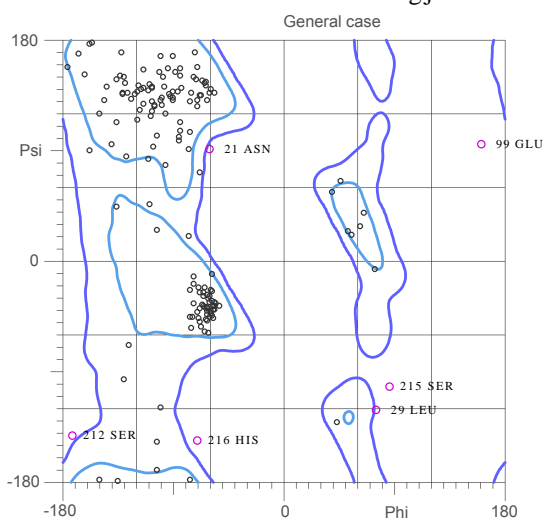 General case
180
Psi
21 ASN
99 GLU
0
215 SER
29 LEU
212 SER
216 HIS
-180
-180
0
Phi
180